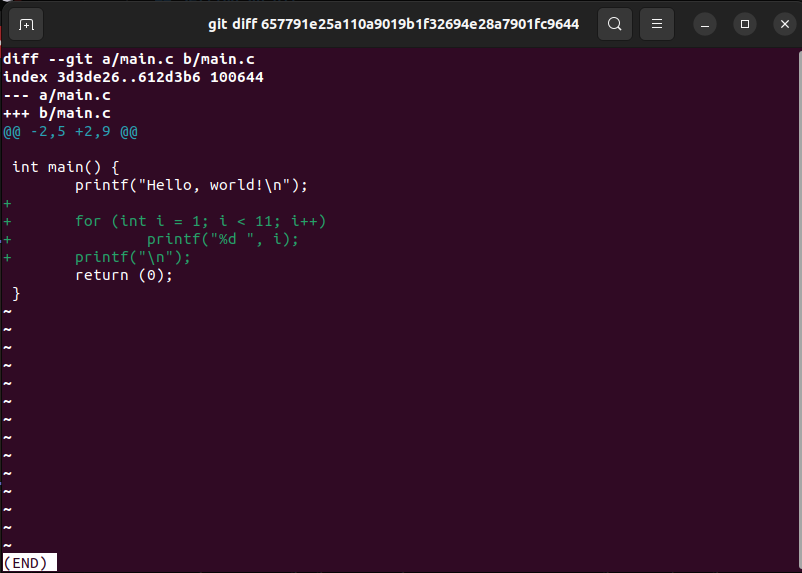 git diff 657791e25a110a9019b1f32694e28a7901fc9644
diff --git a/main.c b/main.c
index 3d3de26..612d3b6 100644
--- a/main.c
+++ b/main.c
@@ -2,5 +2,9 @@

 int main() {
        printf("Hello, world!\n");
+
+       for (int i = 1; i < 11; i++)
+               printf("%d ", i);
+       printf("\n");
        return (0);
 }
~
~
~
~
~
~
~
~
~
~
~
~
~
~
(END)